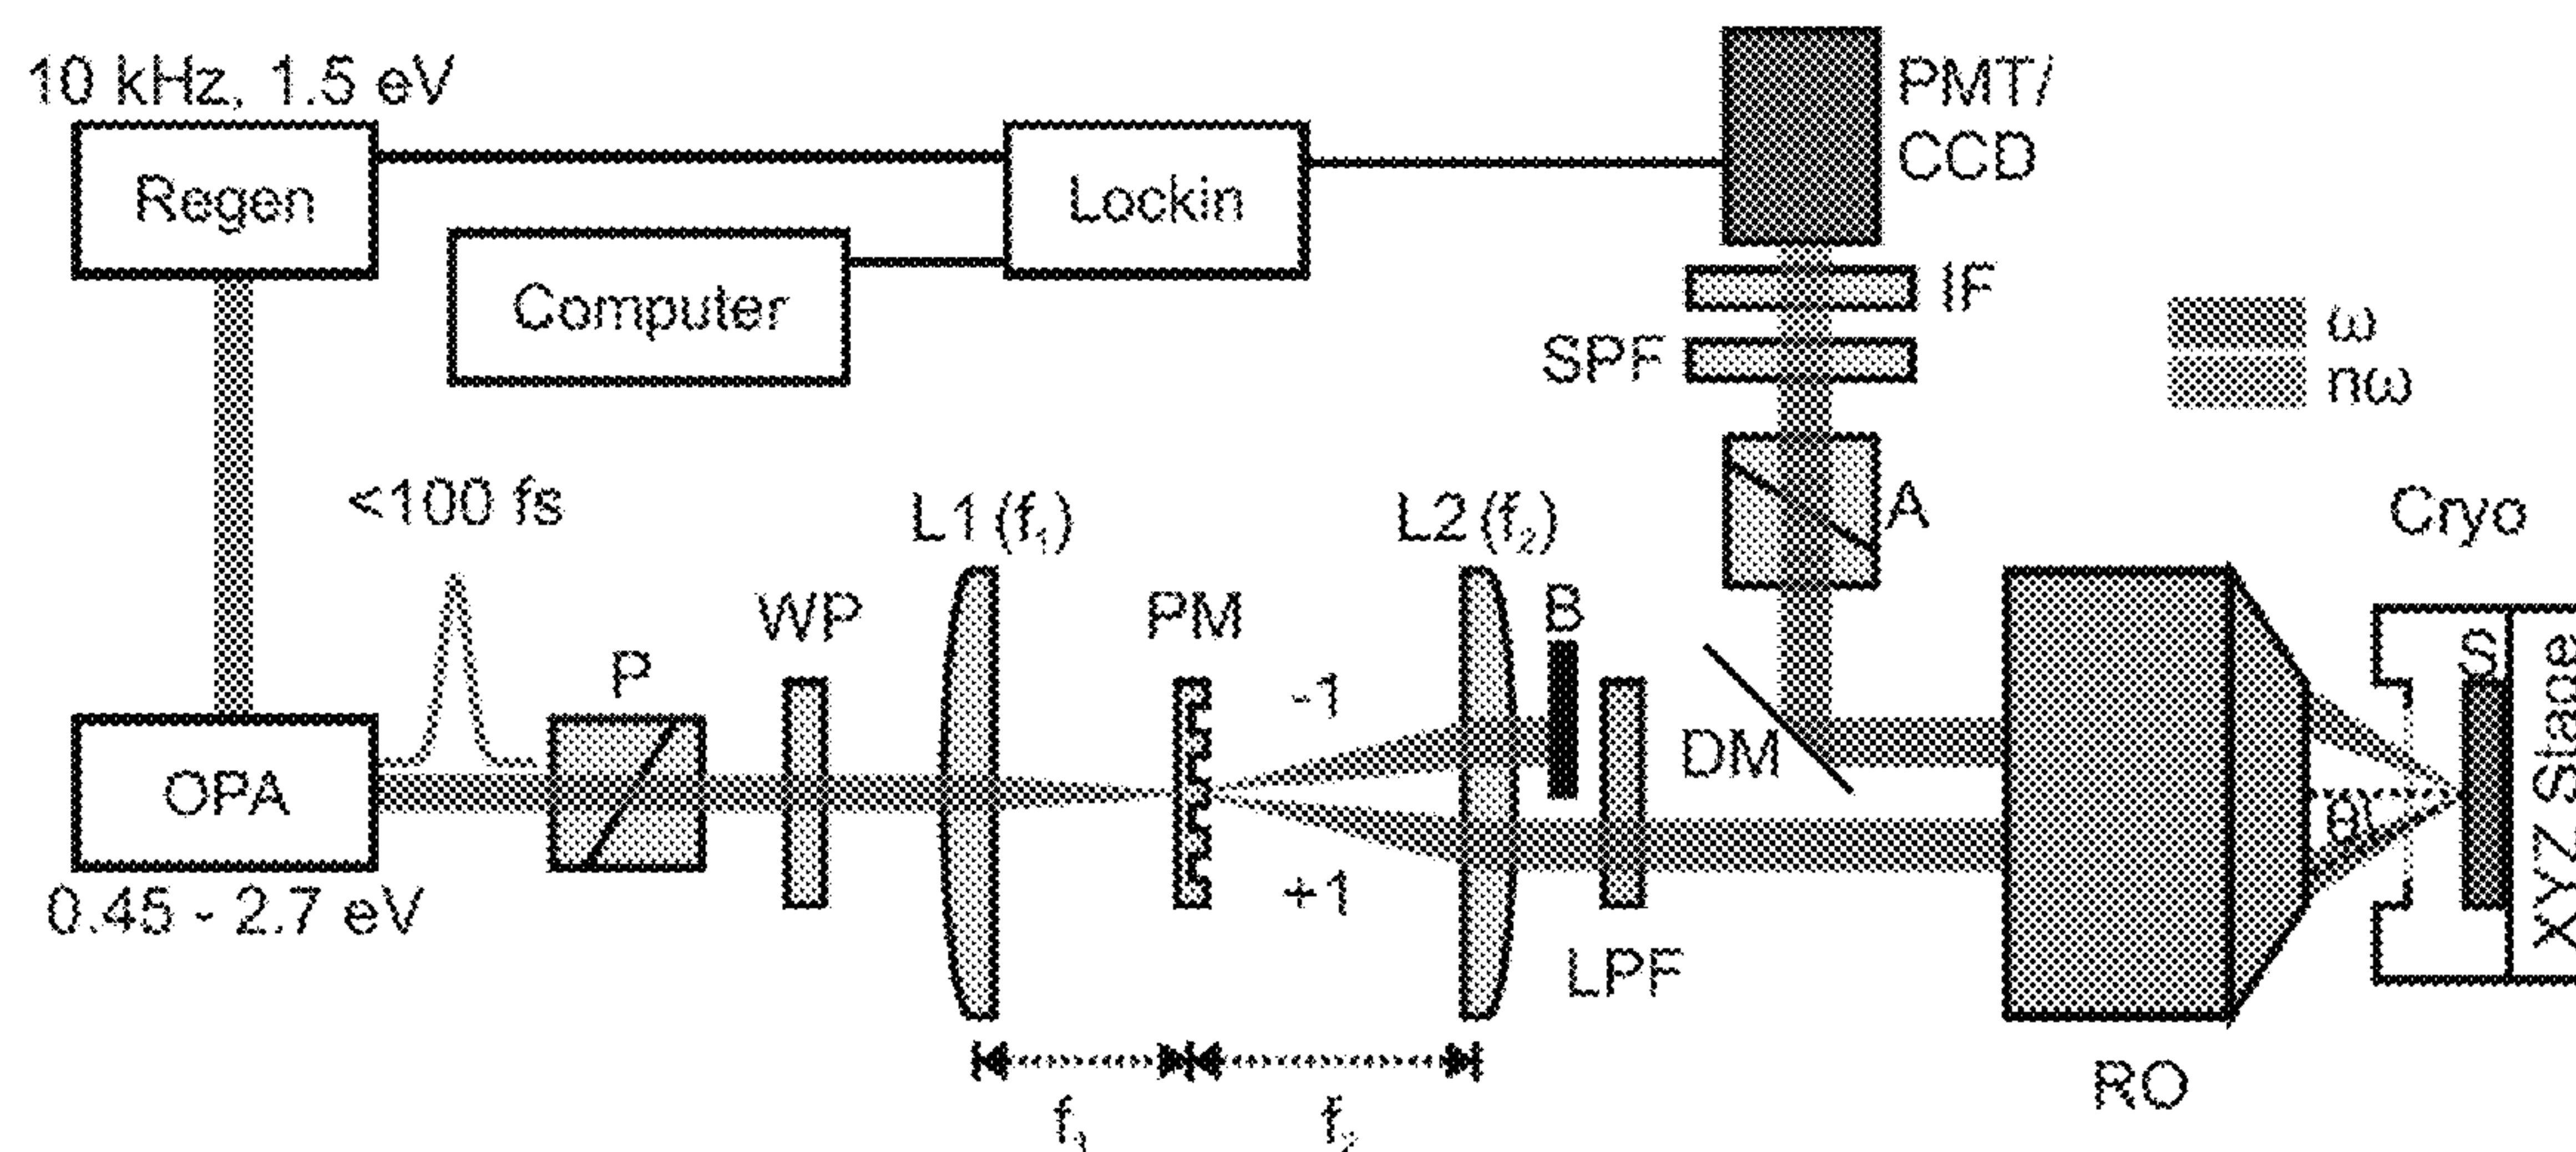 10 kHz, 1.5 eV
Regen
Lockin
Computer
PMT/
CCD
IF
SPF
ω
nω
<100 fs
L1 (f₁)
L2 (f₂)
A
Cryo
WP
PM
B
P
-1
S
DM
OPA
θ
XYZ Stage
0.45 - 2.7 eV
+1
LPF
RO
f₁
f₂